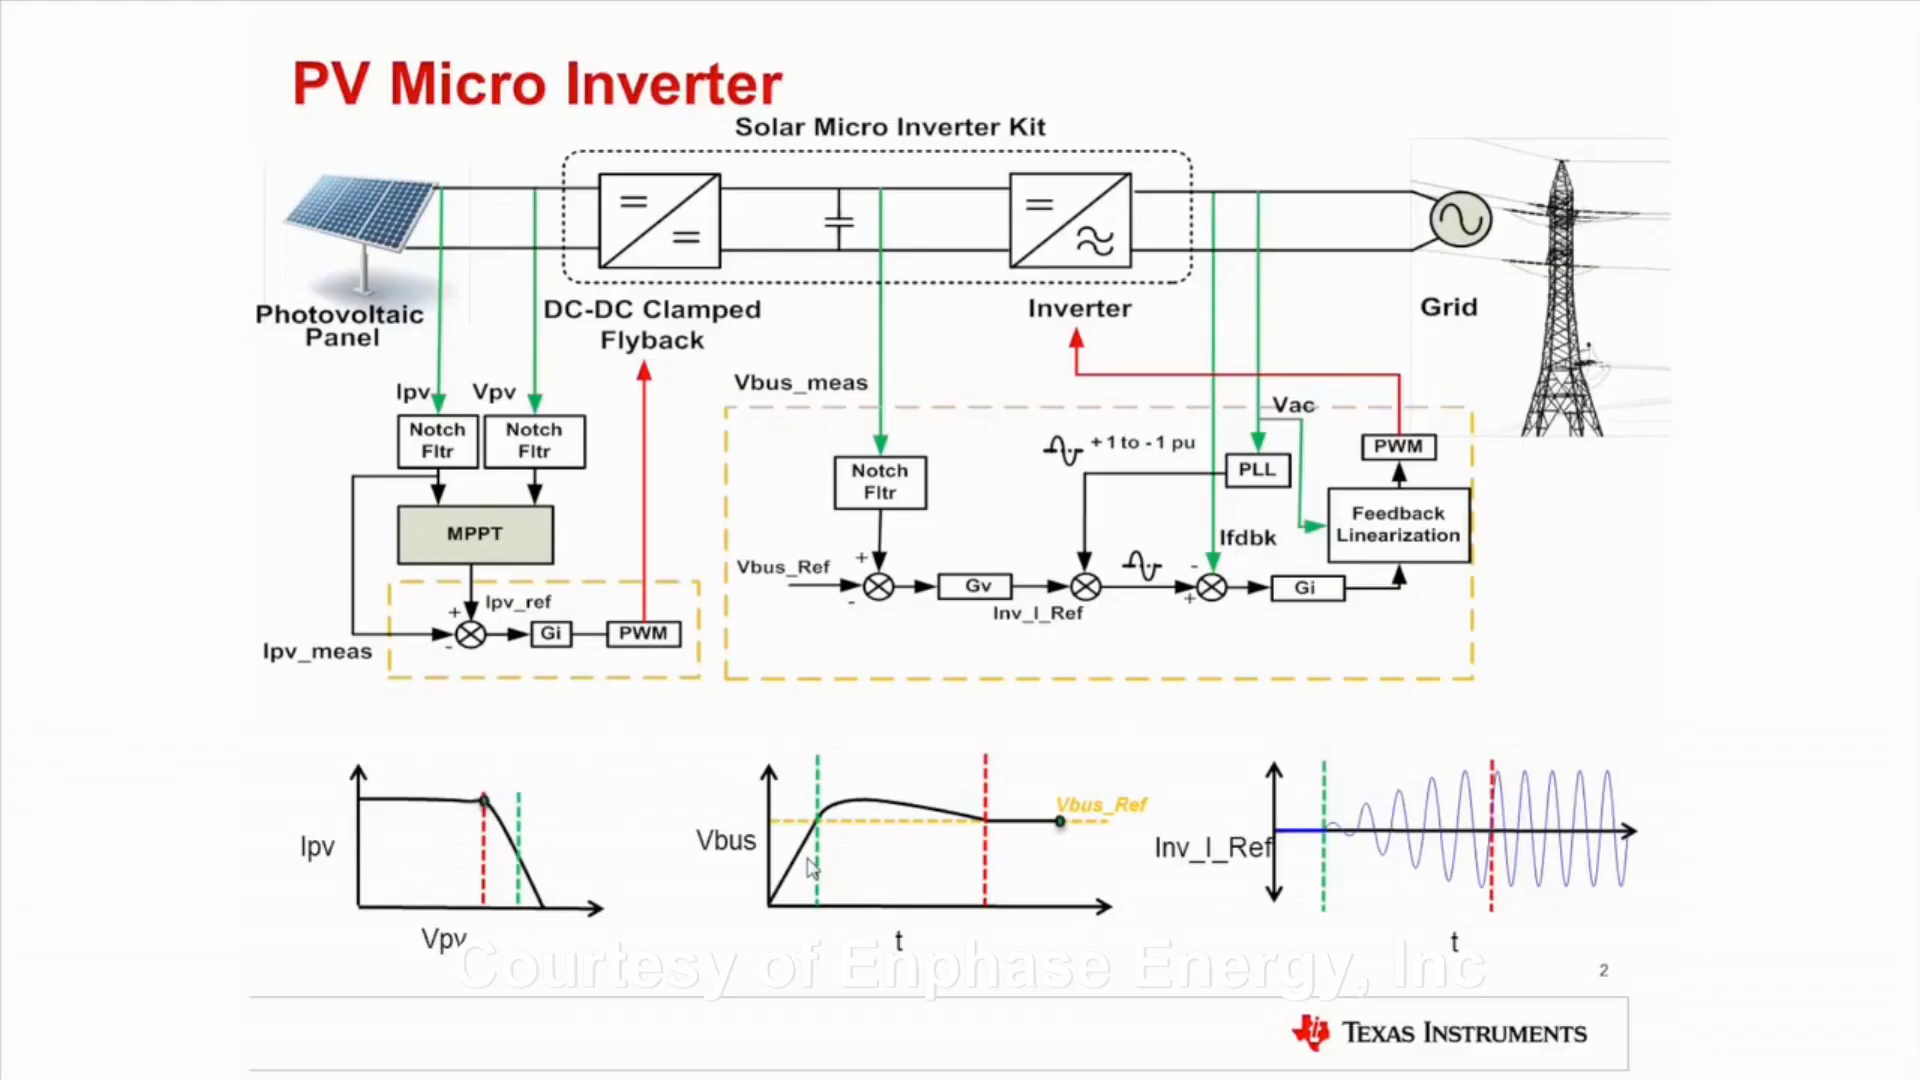 PV Micro Inverter
Solar Micro Inverter Kit
Photovoltaic
Panel
DC-DC Clamped
Flyback
Inverter
Grid
Ipv
Vpv
Vbus_meas
Vac
Notch
Fltr
Notch
Fltr
Notch
Fltr
+ 1 to - 1 pu
PLL
PWM
MPPT
Feedback
Linearization
Ifdbk
Vbus_Ref
+
-
Gv
Inv_I_Ref
-
+
Gi
Ipv_ref
+
-
Gi
PWM
Ipv_meas
Ipv
Vpv
Vbus
Vbus_Ref
t
Inv_I_Ref
t
Courtesy of Enphase Energy, Inc
2
TEXAS INSTRUMENTS